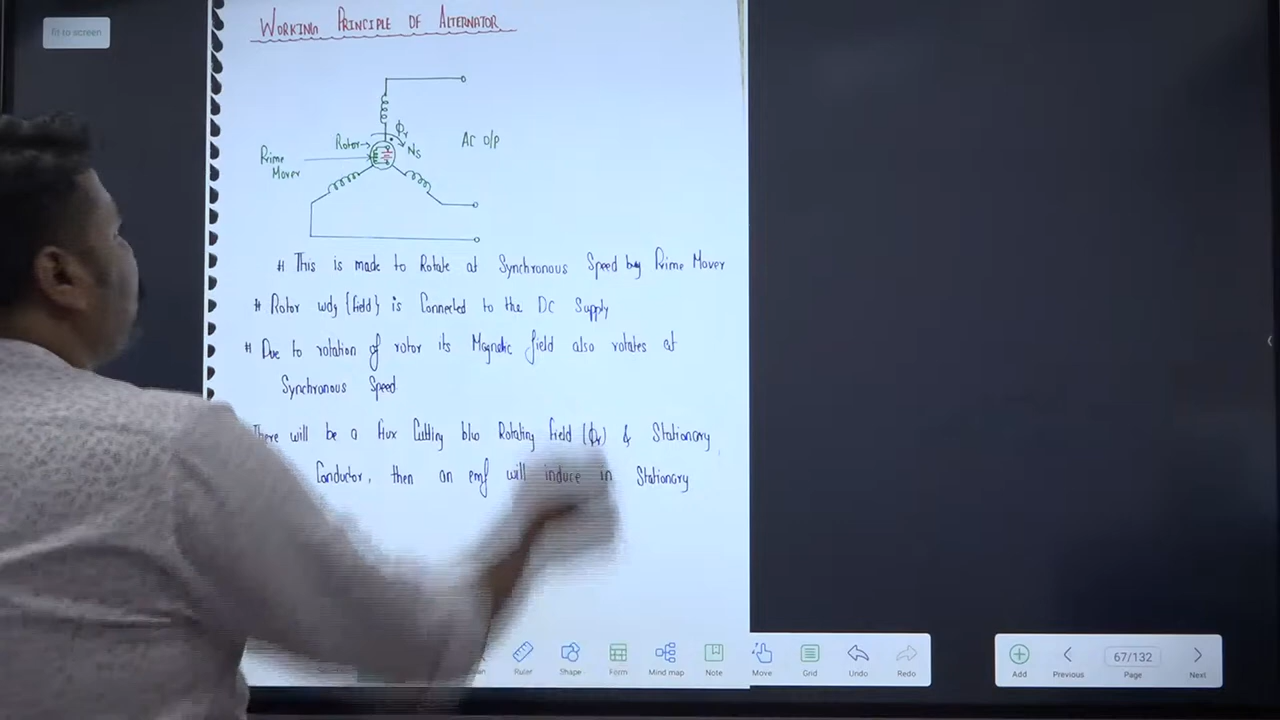 fit to screen
WORKING PRINCIPLE OF ALTERNATOR
ϕr
Rotor→
AC O/P
NS
Prime
Mover
# This is made to Rotate at Synchronous Speed by Prime Mover
# Rotor wdg {field} is Connected to the DC Supply
# Due to rotation of rotor its Magnetic field also rotates at
Synchronous Speed
There will be a flux Cutting b/w Rotating field (ϕr) & Stationary
Conductor, then an emf will induce in Stationary
Ruler Shape Form Mind map Note Move Grid Undo Redo
67/132
Add Previous Page Next